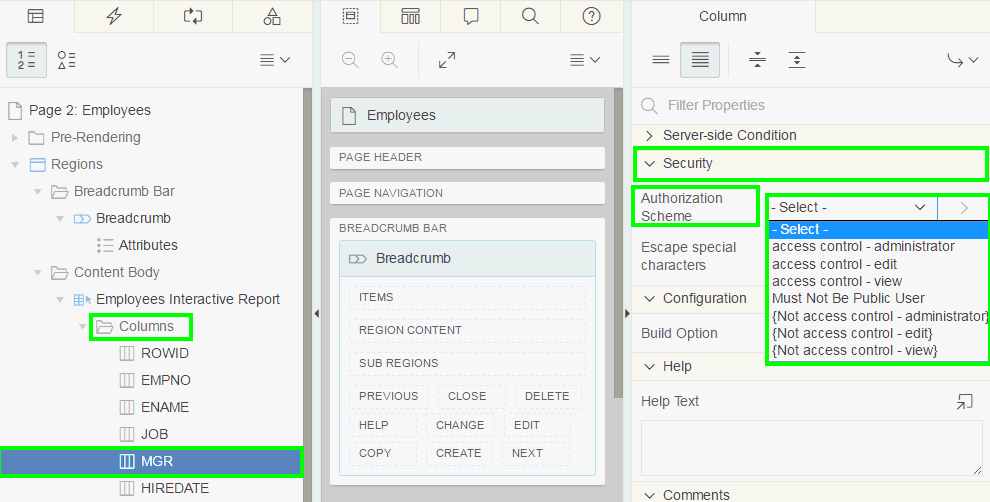 Page 2: Employees
Pre-Rendering
Regions
Breadcrumb Bar
Breadcrumb
Attributes
Content Body
Employees Interactive Report
Columns
ROWID
EMPNO
ENAME
JOB
MGR
HIREDATE
Employees
PAGE HEADER
PAGE NAVIGATION
BREADCRUMB BAR
Breadcrumb
ITEMS
REGION CONTENT
SUB REGIONS
PREVIOUS CLOSE DELETE
HELP CHANGE EDIT
COPY CREATE NEXT
Column
Filter Properties
Server-side Condition
Security
Authorization
Scheme
- Select -
- Select -
access control - administrator
access control - edit
access control - view
Must Not Be Public User
{Not access control - administrator}
{Not access control - edit}
{Not access control - view}
Escape special
characters
Configuration
Build Option
Help
Help Text
Comments